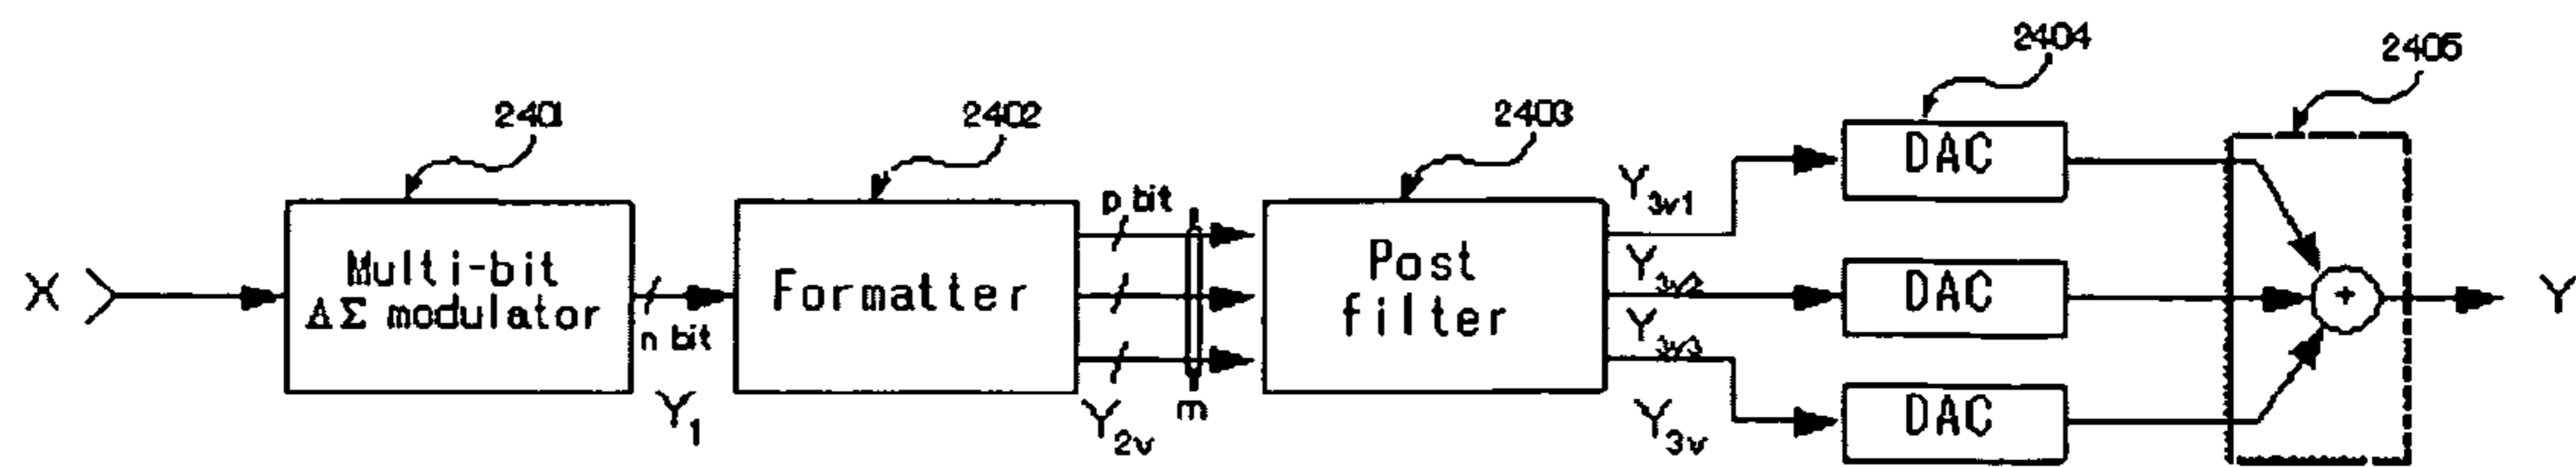 2401
2402
2403
2404
2405
X
Multi-bit
ΔΣ modulator
n bit
Y1
Formatter
p bit
m
Y2v
Post
filter
Y3v1
Y3v2
Y3v3
Y3v
DAC
DAC
DAC
+
Y